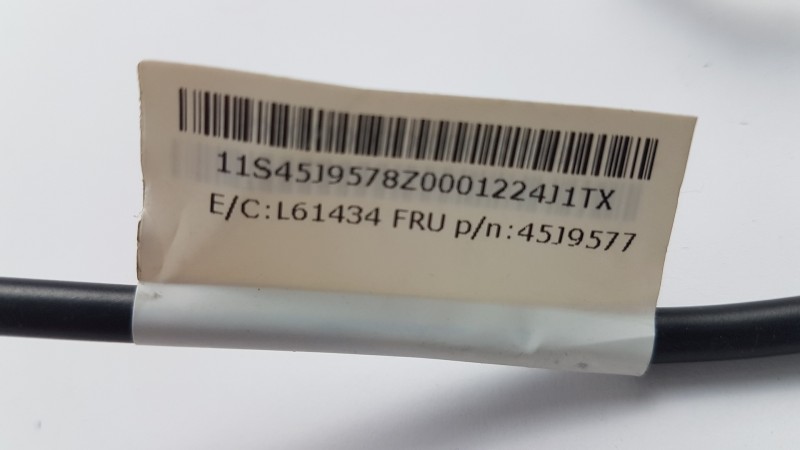 11S45J9578Z0001224J1TX
E/C:L61434 FRU p/n:45J9577